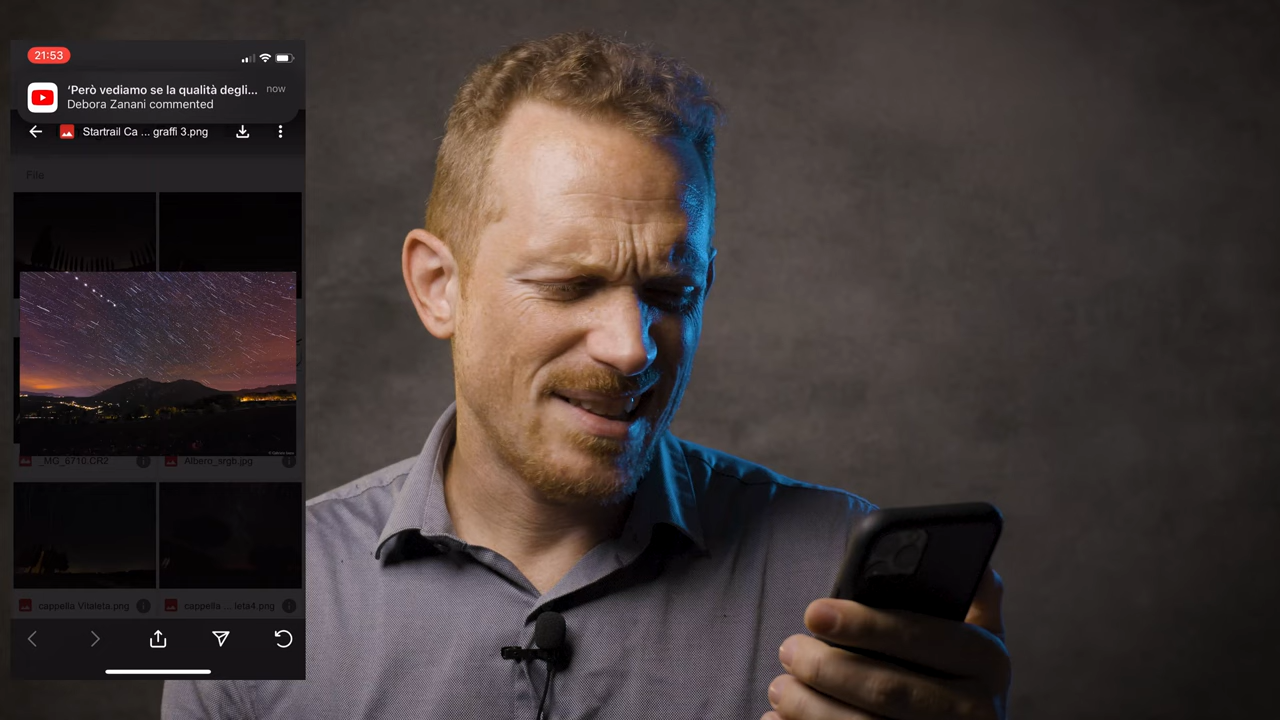 21:53
‘Però vediamo se la qualità degli...
now
Debora Zanani commented
Startrail Ca ... graffi 3.png
File
_MG_6710.CR2
Albero_srgb.jpg
cappella Vitaleta.png
cappella ... leta4.png